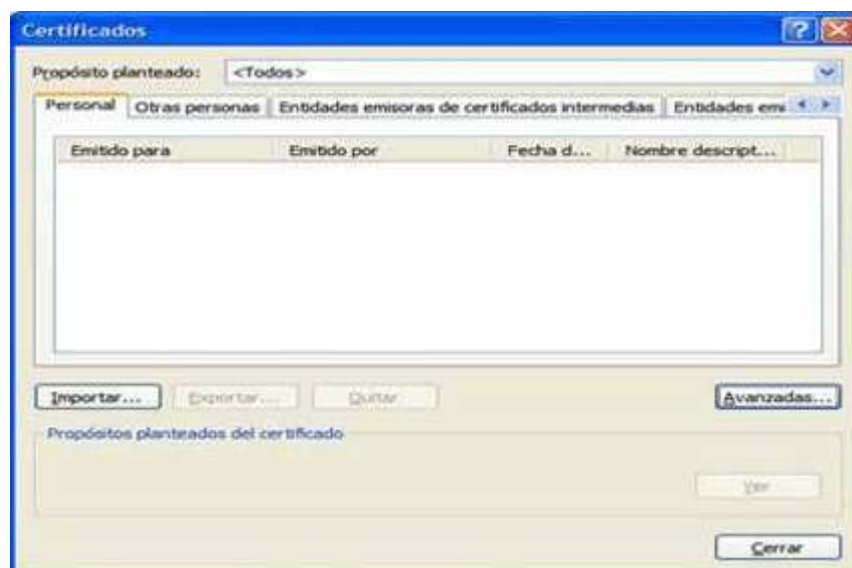 Certificados
Propósito planteado: <Todos>
Personal Otras personas Entidades emisoras de certificados intermedias Entidades emi
Emitido para Emitido por Fecha d... Nombre descript...
Importar... Exportar... Quitar Avanzadas...
Propósitos planteados del certificado
Ver
Cerrar